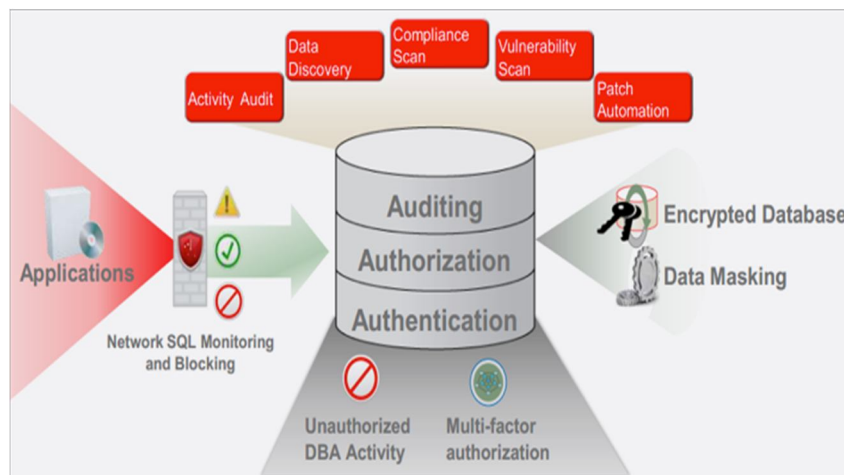 Activity Audit
Data
Discovery
Compliance
Scan
Vulnerability
Scan
Patch
Automation
Applications
Network SQL Monitoring
and Blocking
Auditing
Authorization
Authentication
Encrypted Database
Data Masking
Unauthorized
DBA Activity
Multi-factor
authorization